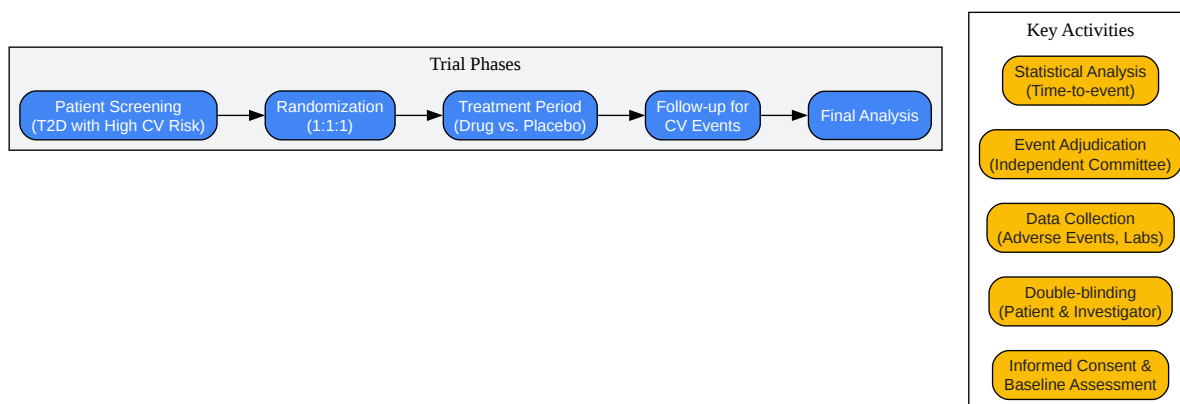 Trial Phases
Patient Screening
(T2D with High CV Risk)
Randomization
(1:1:1)
Treatment Period
(Drug vs. Placebo)
Follow-up for
CV Events
Final Analysis
Key Activities
Statistical Analysis
(Time-to-event)
Event Adjudication
(Independent Committee)
Data Collection
(Adverse Events, Labs)
Double-blinding
(Patient & Investigator)
Informed Consent &
Baseline Assessment